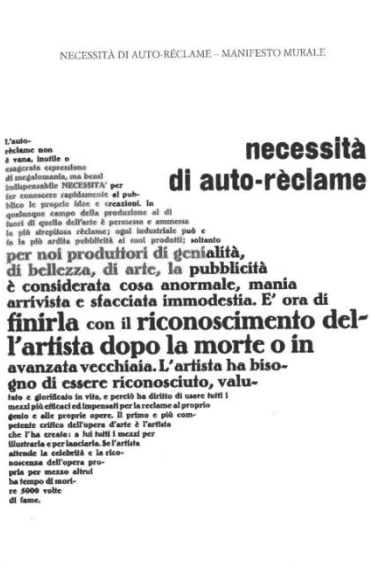 NECESSITÀ DI AUTO-RÉCLAME – MANIFESTO MURALE
necessità
di auto-rèclame
L'auto-
rèclame non
è vana, inutile o
esagerata espressione
di megalomania, ma bensì
indispensabile NECESSITA' per
far conoscere rapidamente al pub-
blico le proprie idee e creazioni. In
qualunque campo della produzione al di
fuori di quella dell'arte è permessa e ammessa
la più strepitosa rèclame; ogni industriale può e
fa la più ardita pubblicità ai suoi prodotti; soltanto
per noi produttori di genialità,
di bellezza, di arte, la pubblicità
è considerata cosa anormale, mania
arrivista e sfacciata immodestia. E' ora di
finirla con il riconoscimento del-
l'artista dopo la morte o in
avanzata vecchiaia. L'artista ha biso-
gno di essere riconosciuto, valu-
tato e glorificato in vita, e perciò ha diritto di usare tutti i
mezzi più efficaci ed impensati per la reclame al proprio
genio e alle proprie opere. Il primo e più com-
petente critico dell'opera d'arte è l'artista
che l'ha creata: a lui tutti i mezzi per
illustrarla e per lanciarla. Se l'artista
attende la celebrità e la rico-
noscenza dell'opera pro-
pria per mezzo altrui
ha tempo di mori-
re 5000 volte
di fame.